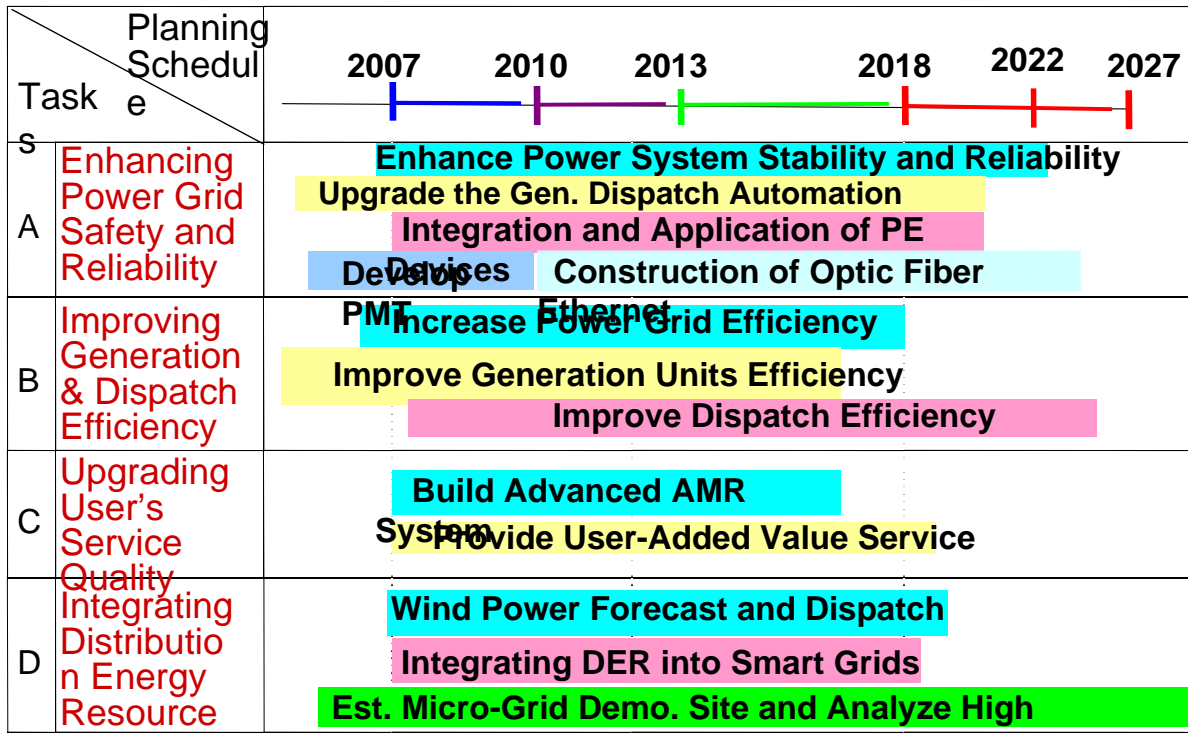 Planning
Schedul
e
Task
s
2007 2010 2013 2018 2022 2027
A
Enhancing
Power Grid
Safety and
Reliability
Enhance Power System Stability and Reliability
Upgrade the Gen. Dispatch Automation
Integration and Application of PE
Devices
Develop
PMT
Construction of Optic Fiber
Ethernet
B
Improving
Generation
& Dispatch
Efficiency
Increase Power Grid Efficiency
Improve Generation Units Efficiency
Improve Dispatch Efficiency
C
Upgrading
User’s
Service
Quality
Build Advanced AMR
System
Provide User-Added Value Service
D
Integrating
Distributio
n Energy
Resource
Wind Power Forecast and Dispatch
Integrating DER into Smart Grids
Est. Micro-Grid Demo. Site and Analyze High